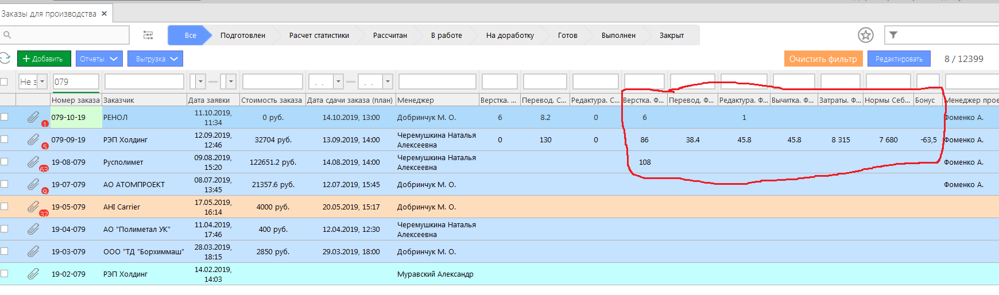 Заказы для производства ×
Все Подготовлен Расчет статистики Рассчитан В работе На доработку Готов Выполнен Закрыт
+ Добавить Отчеты Выгрузка Очистить фильтр Редактировать 8 / 12399
Не з 079 . . — . .
Номер заказа Заказчик Дата заявки Стоимость заказа Дата сдачи заказа (план) Менеджер Верстка. ... Перевод. С... Редактура. С... Верстка. Ф... Перевод. Ф... Редактура. Ф... Вычитка. Ф... Затраты. Ф... Нормы Себ... Бонус Менеджер прое
1 079-10-19 РЕНОЛ 11.10.2019, 11:34 0 руб. 14.10.2019, 13:00 Добринчук М. О. 6 8.2 0 6 1 Фоменко А.
5 079-09-19 РЭП Холдинг 12.09.2019, 12:46 32704 руб. 13.09.2019, 14:00 Черемушкина Наталья Алексеевна 0 130 0 86 38.4 45.8 45.8 8 315 7 680 -63,5 Фоменко А.
63 19-08-079 Русполимет 09.08.2019, 15:20 122651.2 руб. 14.08.2019, 14:00 Черемушкина Наталья Алексеевна 108 Фоменко А.
9 19-07-079 АО АТОМПРОЕКТ 08.07.2019, 13:45 21357.6 руб. 12.07.2019, 15:45 Добринчук М. О. Фоменко А.
32 19-05-079 AHI Carrier 17.05.2019, 16:14 4000 руб. 20.05.2019, 15:17 Добринчук М. О.
19-04-079 АО "Полиметал УК" 11.04.2019, 17:46 400 руб. 12.04.2019, 12:30 Черемушкина Наталья Алексеевна
19-03-079 ООО "ТД "Борхиммаш" 28.03.2019, 18:15 2850 руб. 29.03.2019, 18:00 Добринчук М. О.
19-02-079 РЭП Холдинг 14.02.2019, 14:03 Муравский Александр